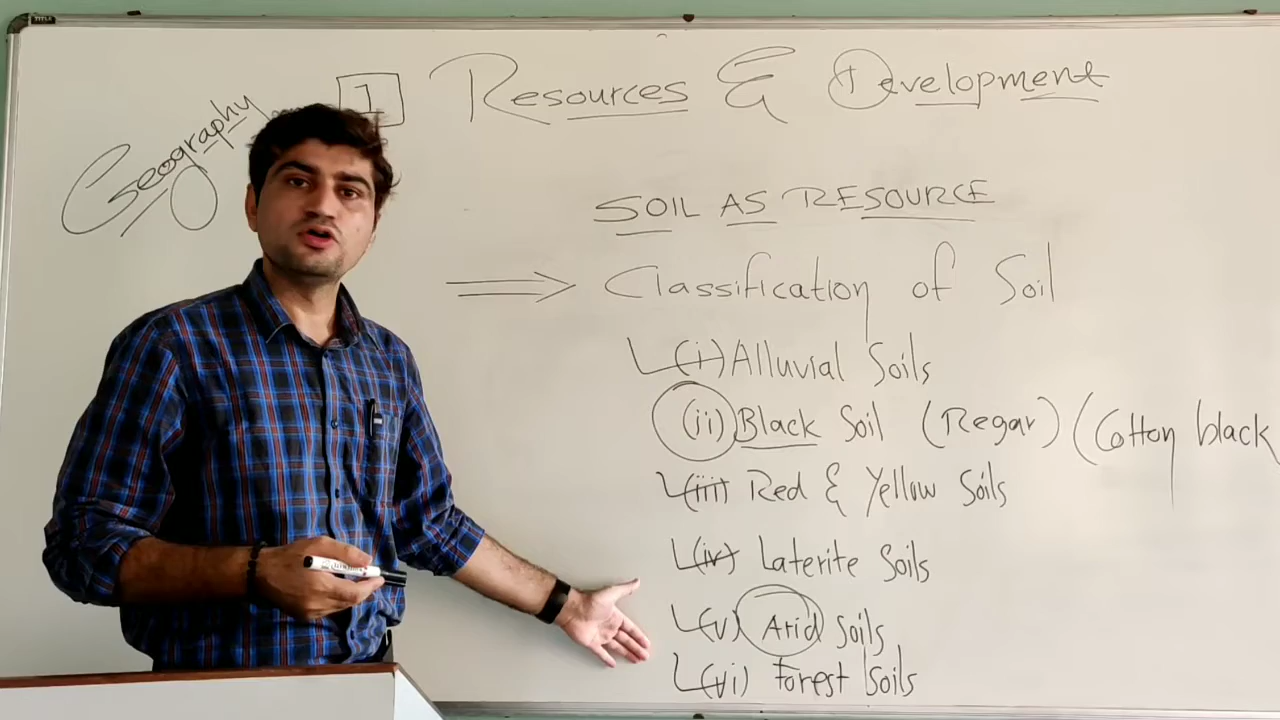 TITLE
Geography
1 Resources & Development
SOIL AS RESOURCE
⇒ Classification of Soil
(i) Alluvial Soils
(ii) Black Soil (Regar) (Cotton black
(iii) Red & Yellow Soils
(iv) Laterite Soils
(v) Arid Soils
(vi) Forest Soils